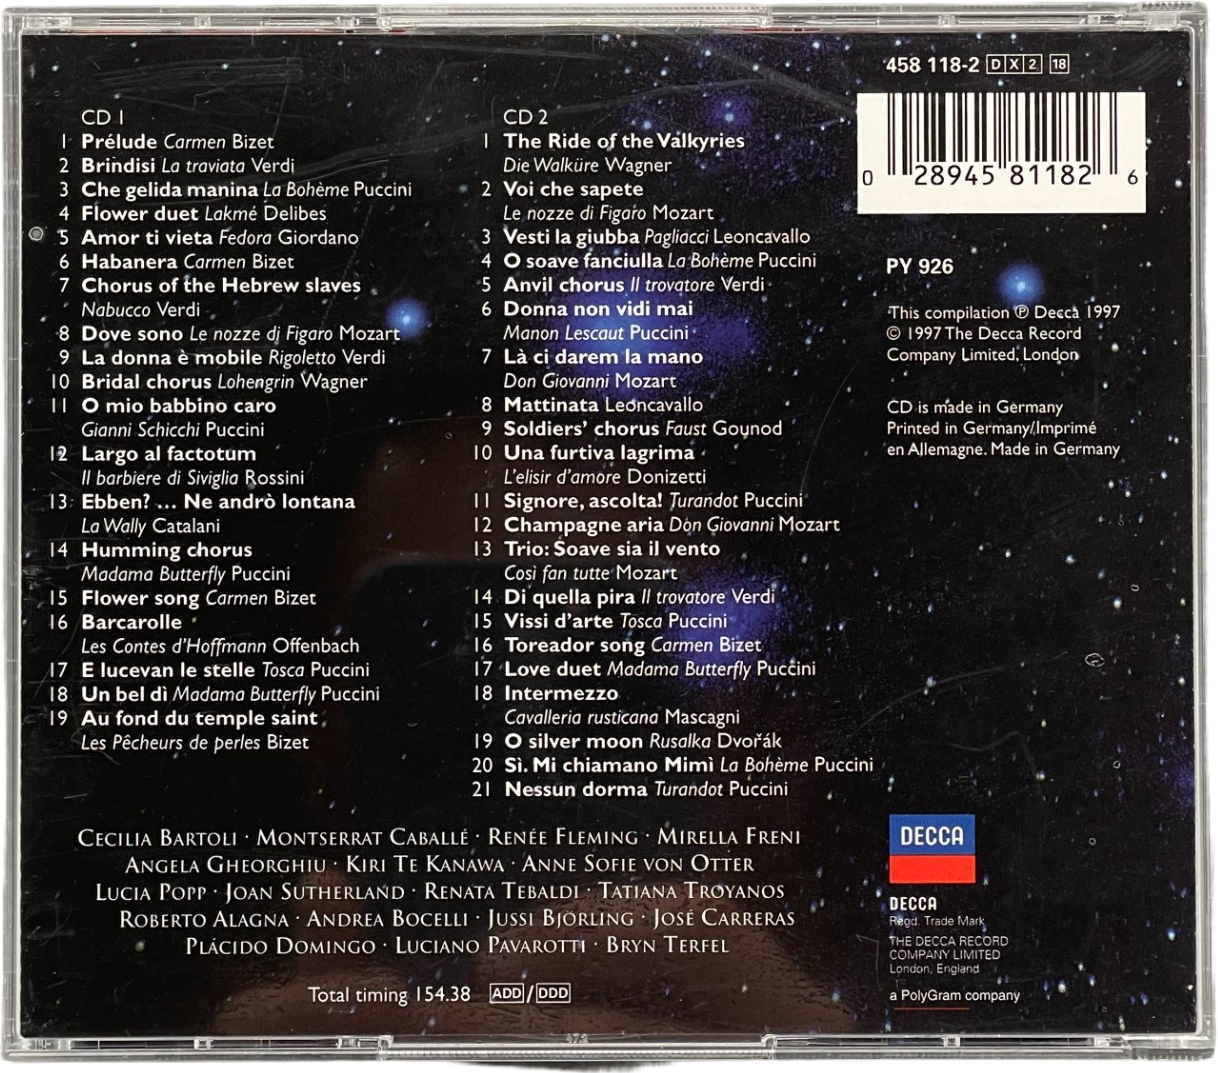 CD 1
1 Prélude Carmen Bizet
2 Brindisi La traviata Verdi
3 Che gelida manina La Bohème Puccini
4 Flower duet Lakmé Delibes
5 Amor ti vieta Fedora Giordano
6 Habanera Carmen Bizet
7 Chorus of the Hebrew slaves
Nabucco Verdi
8 Dove sono Le nozze di Figaro Mozart
9 La donna è mobile Rigoletto Verdi
10 Bridal chorus Lohengrin Wagner
11 O mio babbino caro
Gianni Schicchi Puccini
12 Largo al factotum
Il barbiere di Siviglia Rossini
13 Ebben? ... Ne andrò lontana
La Wally Catalani
14 Humming chorus
Madama Butterfly Puccini
15 Flower song Carmen Bizet
16 Barcarolle
Les Contes d'Hoffmann Offenbach
17 E lucevan le stelle Tosca Puccini
18 Un bel dì Madama Butterfly Puccini
19 Au fond du temple saint
Les Pêcheurs de perles Bizet
CD 2
1 The Ride of the Valkyries
Die Walküre Wagner
2 Voi che sapete
Le nozze di Figaro Mozart
3 Vesti la giubba Pagliacci Leoncavallo
4 O soave fanciulla La Bohème Puccini
5 Anvil chorus Il trovatore Verdi
6 Donna non vidi mai
Manon Lescaut Puccini
7 Là ci darem la mano
Don Giovanni Mozart
8 Mattinata Leoncavallo
9 Soldiers' chorus Faust Gounod
10 Una furtiva lagrima
L'elisir d'amore Donizetti
11 Signore, ascolta! Turandot Puccini
12 Champagne aria Don Giovanni Mozart
13 Trio: Soave sia il vento
Così fan tutte Mozart
14 Di quella pira Il trovatore Verdi
15 Vissi d'arte Tosca Puccini
16 Toreador song Carmen Bizet
17 Love duet Madama Butterfly Puccini
18 Intermezzo
Cavalleria rusticana Mascagni
19 O silver moon Rusalka Dvořák
20 Sì. Mi chiamano Mimì La Bohème Puccini
21 Nessun dorma Turandot Puccini
458 118-2 DX2 18
0 28945 81182 6
PY 926
This compilation ℗ Decca 1997
© 1997 The Decca Record
Company Limited, London
CD is made in Germany
Printed in Germany/Imprimé
en Allemagne. Made in Germany
CECILIA BARTOLI · MONTSERRAT CABALLÉ · RENÉE FLEMING · MIRELLA FRENI
ANGELA GHEORGHIU · KIRI TE KANAWA · ANNE SOFIE VON OTTER
LUCIA POPP · JOAN SUTHERLAND · RENATA TEBALDI · TATIANA TROYANOS
ROBERTO ALAGNA · ANDREA BOCELLI · JUSSI BJÖRLING · JOSÉ CARRERAS
PLÁCIDO DOMINGO · LUCIANO PAVAROTTI · BRYN TERFEL
Total timing 154.38 ADD/DDD
DECCA
DECCA
Regd. Trade Mark
THE DECCA RECORD
COMPANY LIMITED
London, England
a PolyGram company